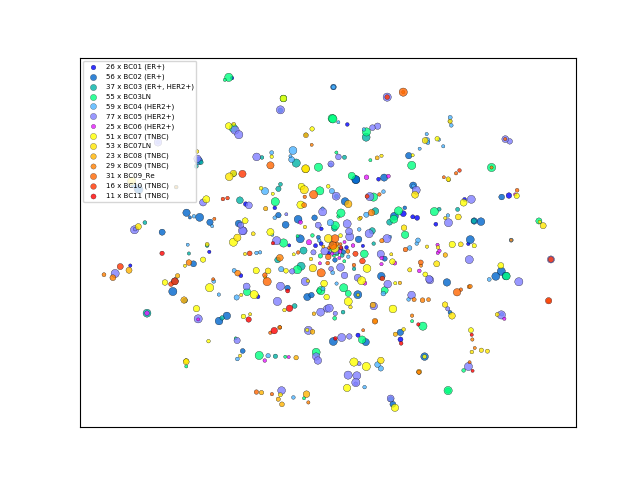 26 x BC01 (ER+)
56 x BC02 (ER+)
37 x BC03 (ER+, HER2+)
55 x BC03LN
59 x BC04 (HER2+)
77 x BC05 (HER2+)
25 x BC06 (HER2+)
51 x BC07 (TNBC)
53 x BC07LN
23 x BC08 (TNBC)
29 x BC09 (TNBC)
31 x BC09_Re
16 x BC10 (TNBC)
11 x BC11 (TNBC)